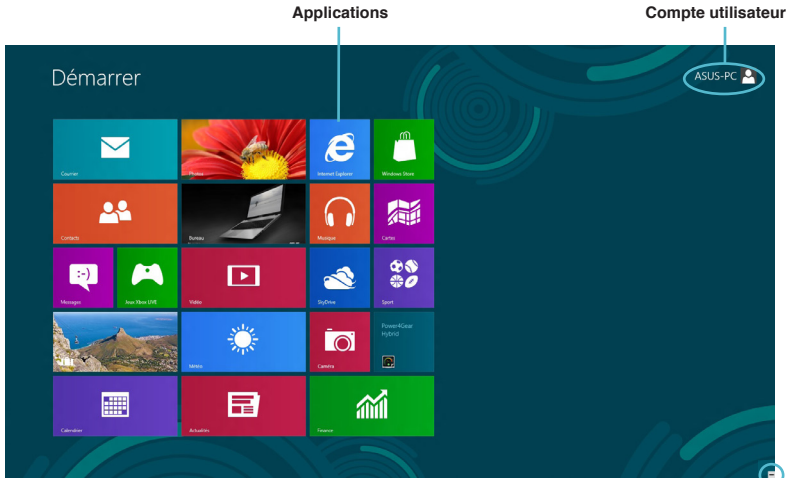 Applications
Compte utilisateur
Démarrer
ASUS-PC
Courrier
Photos
Internet Explorer
Windows Store
Contacts
Bureau
Musique
Cartes
:-)
Messages
Jeux Xbox LIVE
Vidéo
SkyDrive
Sport
Météo
Caméra
Power4Gear
Hybrid
Calendrier
Actualités
Finance